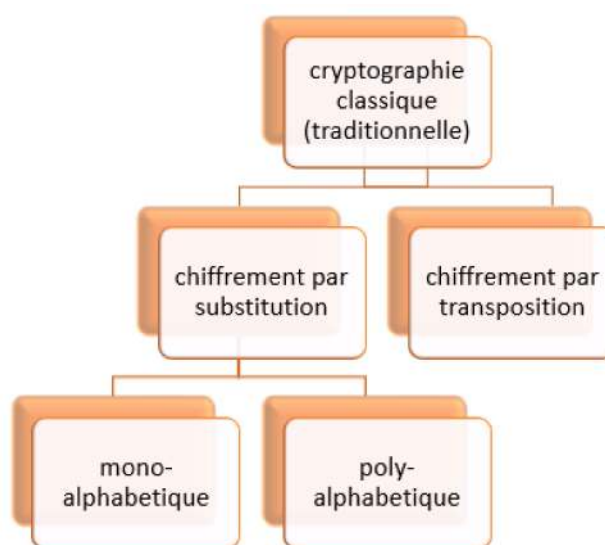 cryptographie
classique
(traditionnelle)
chiffrement par
substitution
chiffrement par
transposition
mono-
alphabetique
poly-
alphabetique